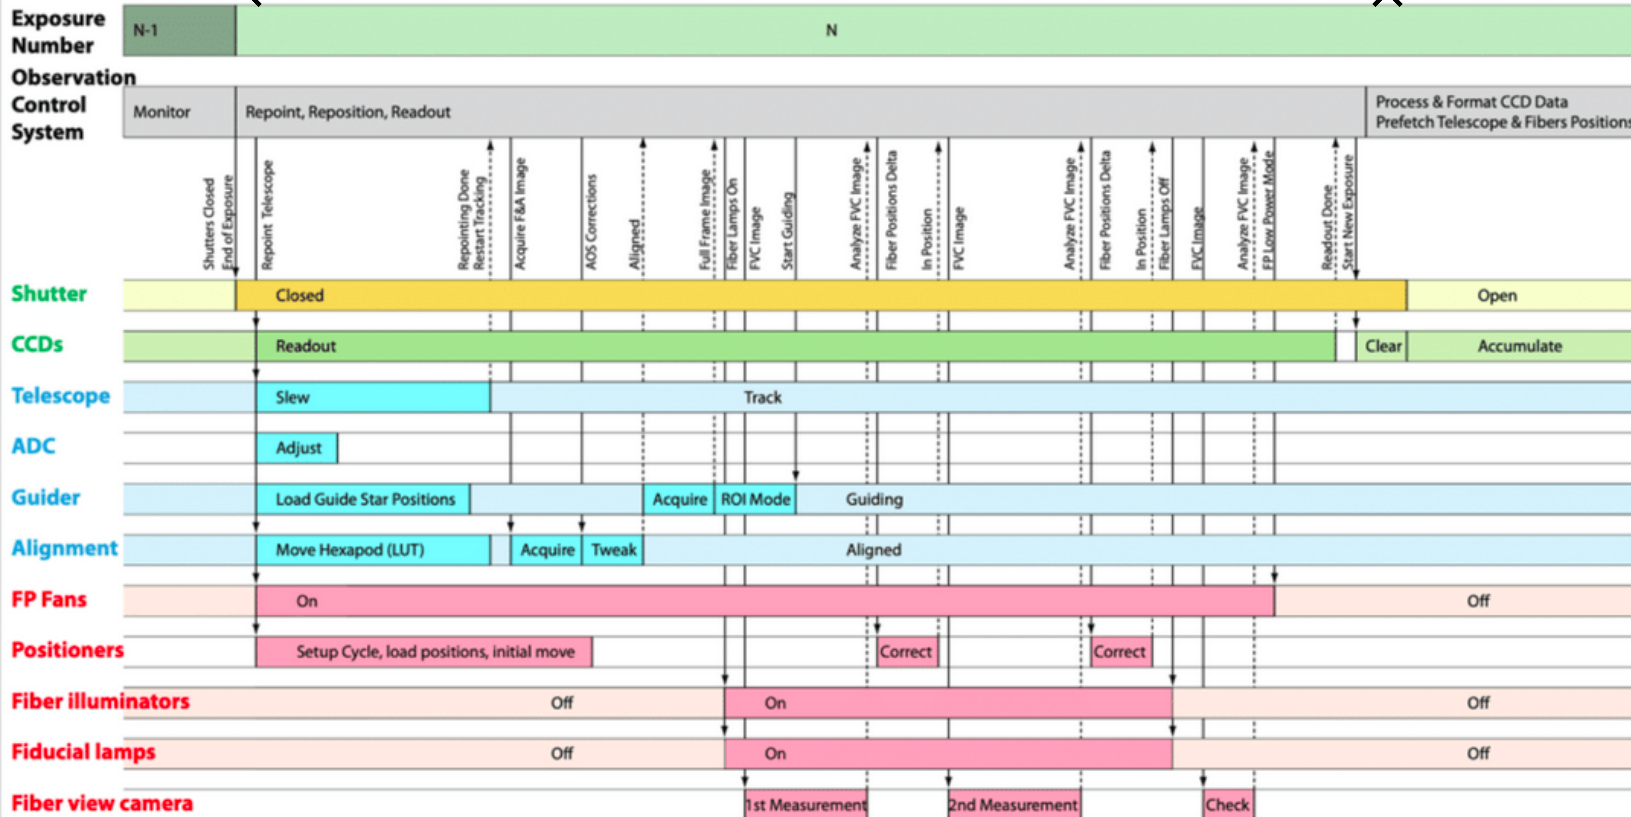 Exposure
Number
N-1
N
Observation
Control
System
Monitor
Repoint, Reposition, Readout
Process & Format CCD Data
Prefetch Telescope & Fibers Positions
Shutters Closed
End of Exposure
Repoint Telescope
Repointing Done
Restart Tracking
Acquire F&A Image
AOS Corrections
Aligned
Full Frame Image
Fiber Lamps On
FVC Image
Start Guiding
Analyze FVC Image
Fiber Positions Delta
In Position
FVC Image
Analyze FVC Image
Fiber Positions Delta
In Position
Fiber Lamps Off
FVC Image
Analyze FVC Image
FP Low Power Mode
Readout Done
Start New Exposure
Shutter
Closed
Open
CCDs
Readout
Clear
Accumulate
Telescope
Slew
Track
ADC
Adjust
Guider
Load Guide Star Positions
Acquire
ROI Mode
Guiding
Alignment
Move Hexapod (LUT)
Acquire
Tweak
Aligned
FP Fans
On
Off
Positioners
Setup Cycle, load positions, initial move
Correct
Correct
Fiber illuminators
Off
On
Off
Fiducial lamps
Off
On
Off
Fiber view camera
1st Measurement
2nd Measurement
Check